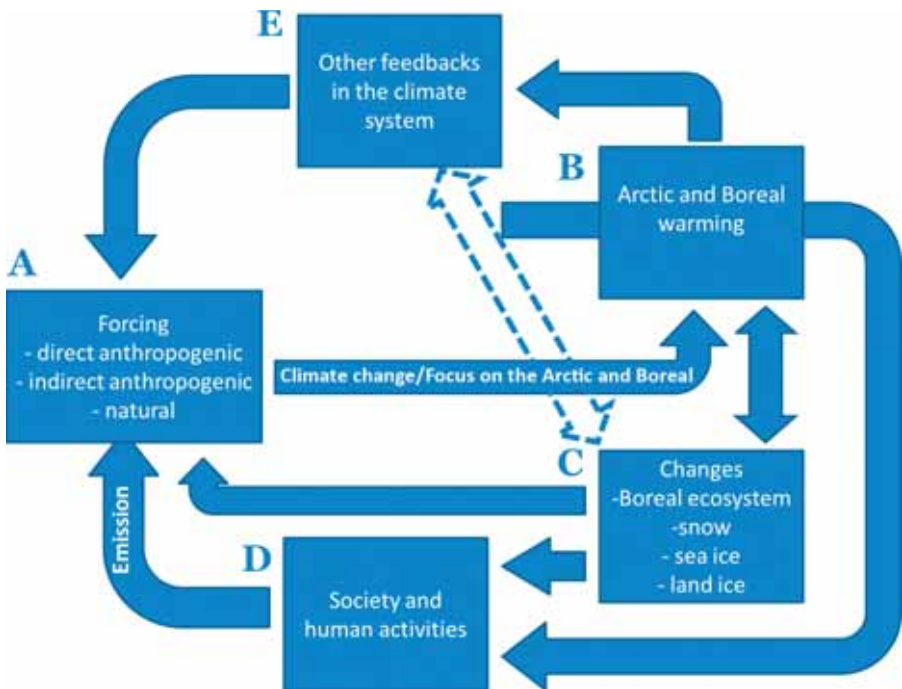 E
Other feedbacks
in the climate
system
B
Arctic and Boreal
warming
A
Forcing
- direct anthropogenic
- indirect anthropogenic
- natural
Climate change/Focus on the Arctic and Boreal
C
Changes
-Boreal ecosystem
-snow
- sea ice
- land ice
Emission
D
Society and
human activities